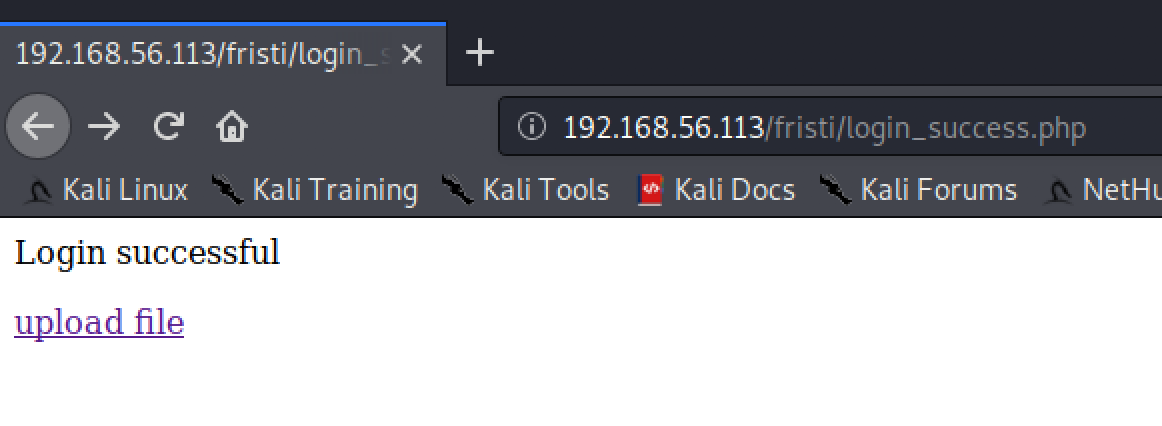 192.168.56.113/fristi/login_s
192.168.56.113/fristi/login_success.php
Kali Linux Kali Training Kali Tools Kali Docs Kali Forums NetHu
Login successful
upload file